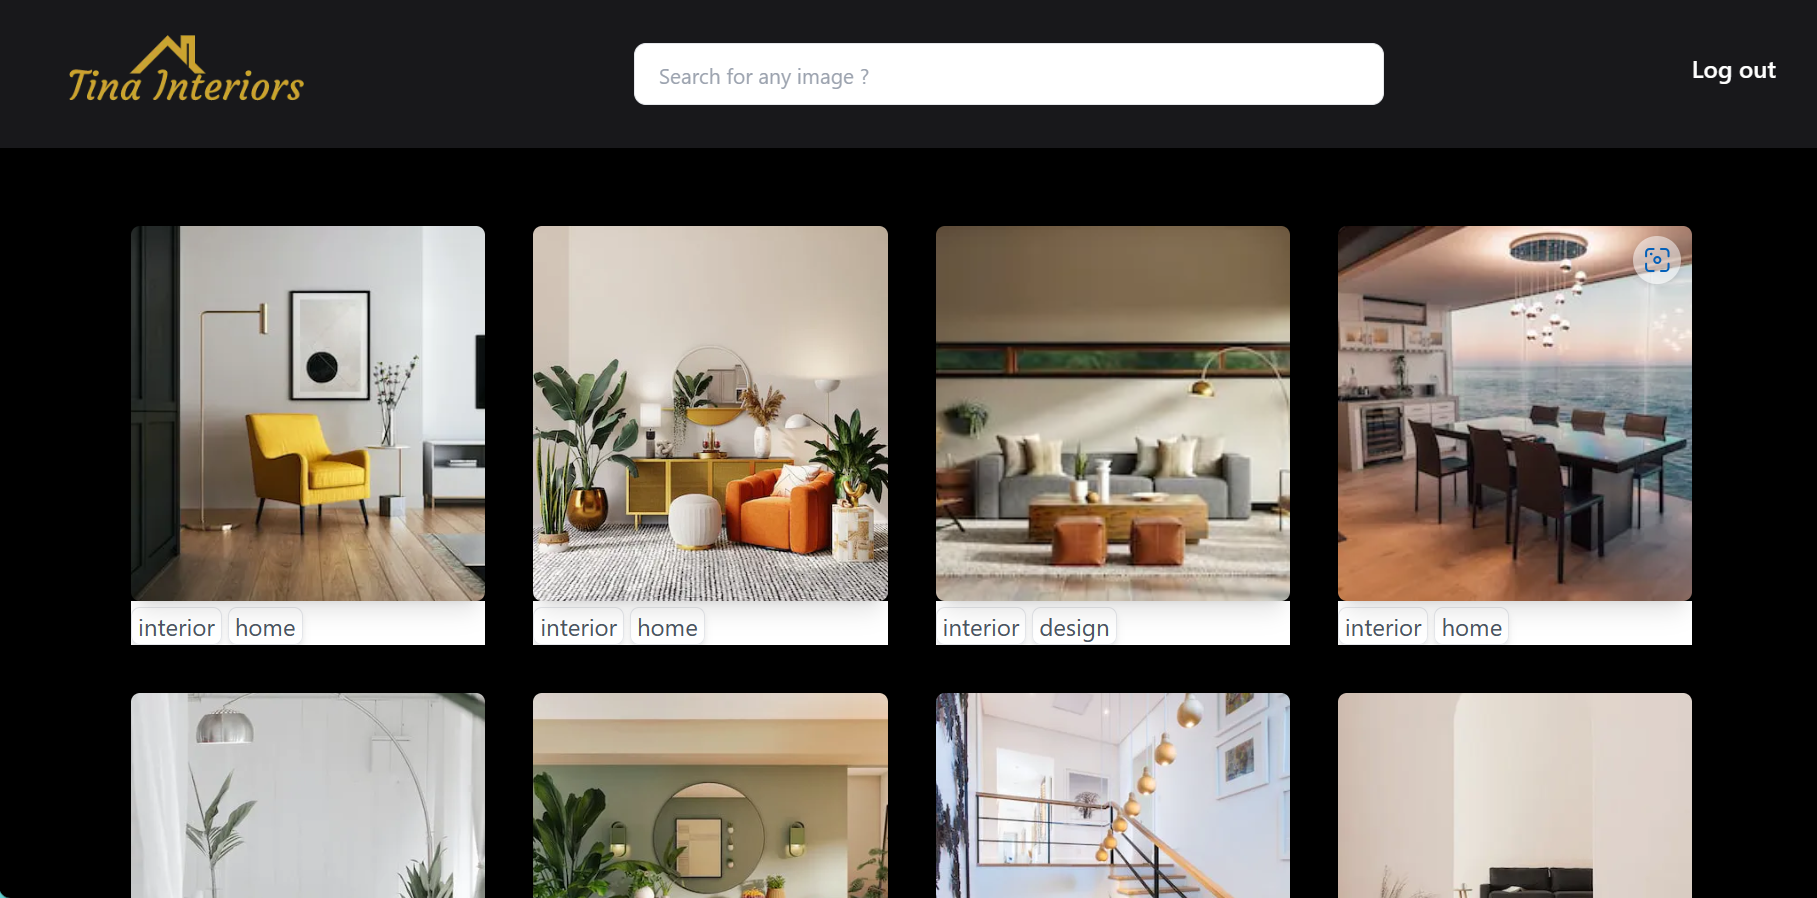 Tina Interiors
Search for any image ?
Log out
interior home
interior home
interior design
interior home